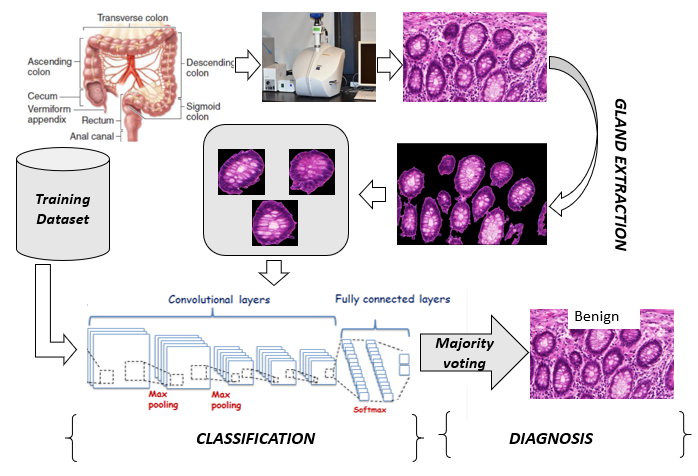 Transverse colon
Ascending
colon
Descending
colon
Cecum
Vermiform
appendix
Rectum
Sigmoid
colon
Anal canal
GLAND EXTRACTION
Training
Dataset
Convolutional layers
Fully connected layers
Max
pooling
Max
pooling
Softmax
Majority
voting
Benign
CLASSIFICATION
DIAGNOSIS